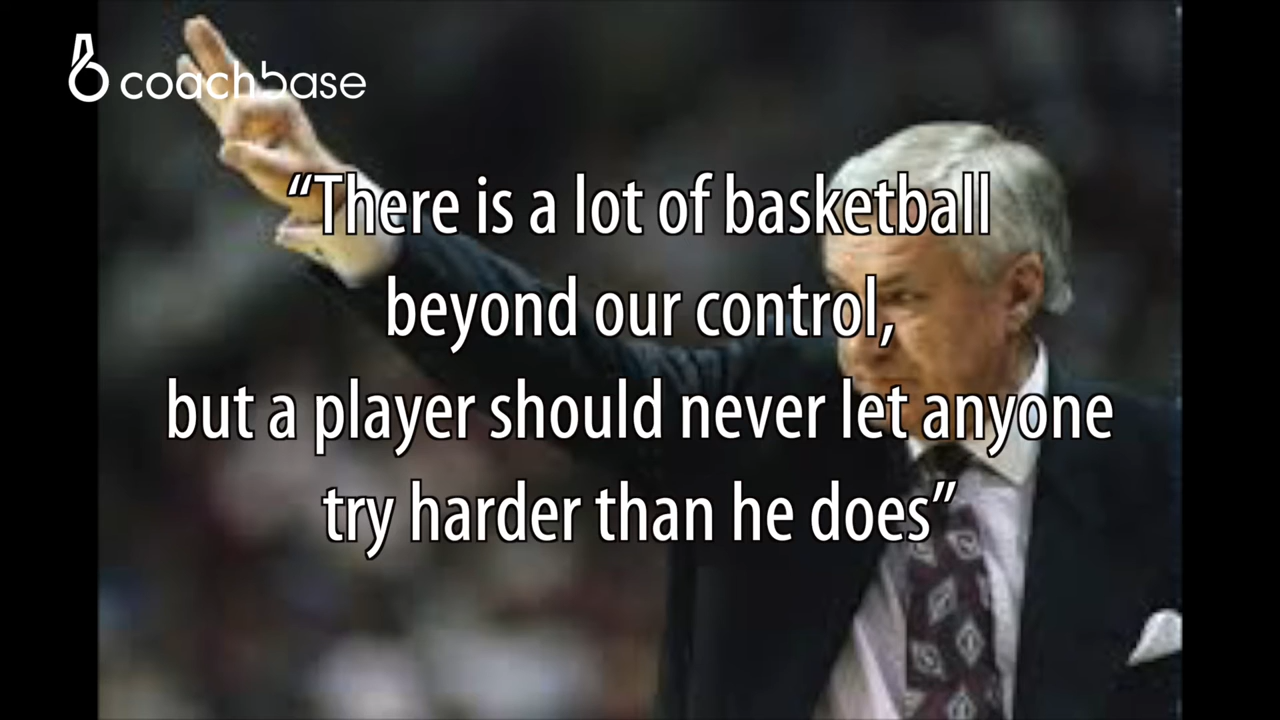 coachbase
“There is a lot of basketball
beyond our control,
but a player should never let anyone
try harder than he does”